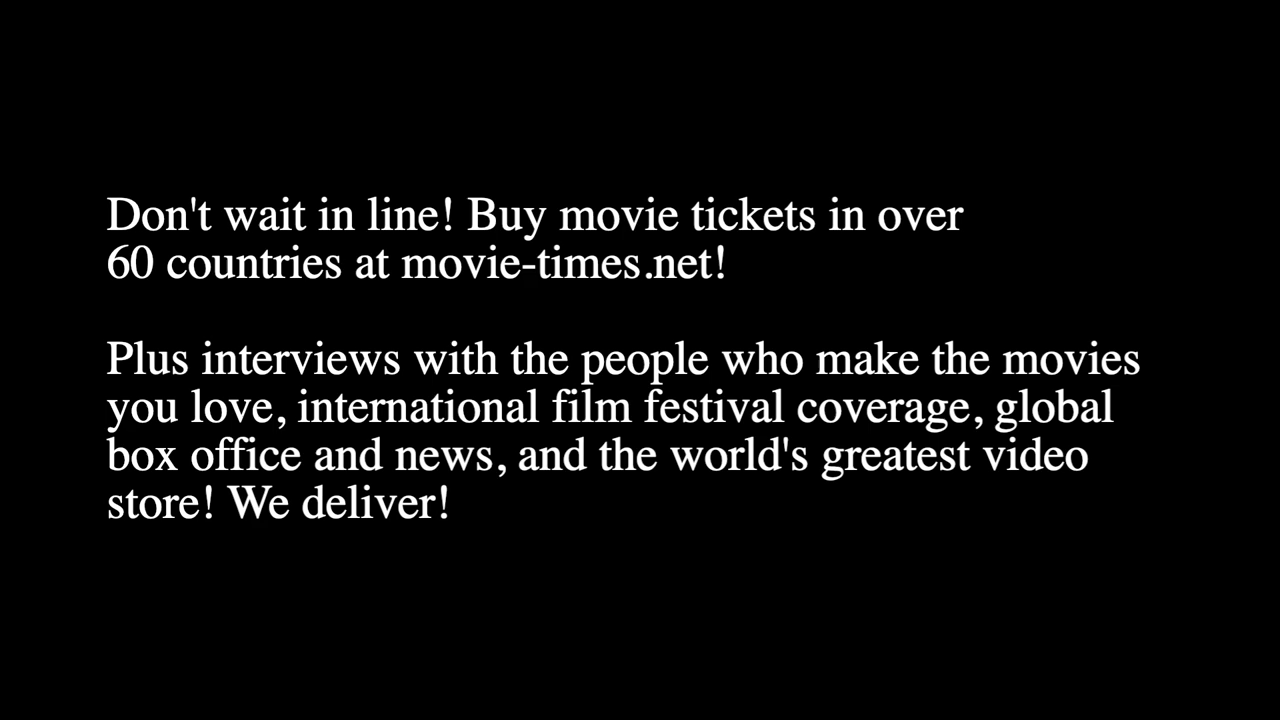 Don't wait in line! Buy movie tickets in over
60 countries at movie-times.net!
Plus interviews with the people who make the movies
you love, international film festival coverage, global
box office and news, and the world's greatest video
store! We deliver!